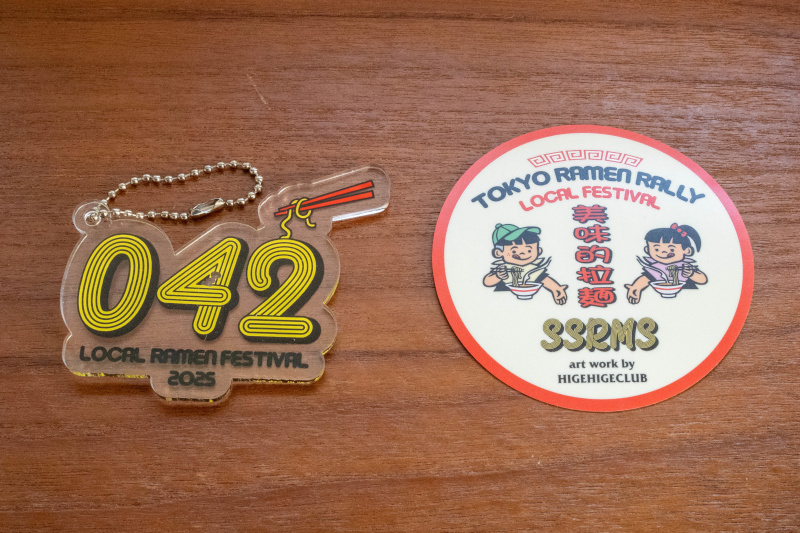 042
LOCAL RAMEN FESTIVAL
2025
TOKYO RAMEN RALLY
LOCAL FESTIVAL
美味的拉麺
SSRMS
art work by
HIGEHIGECLUB